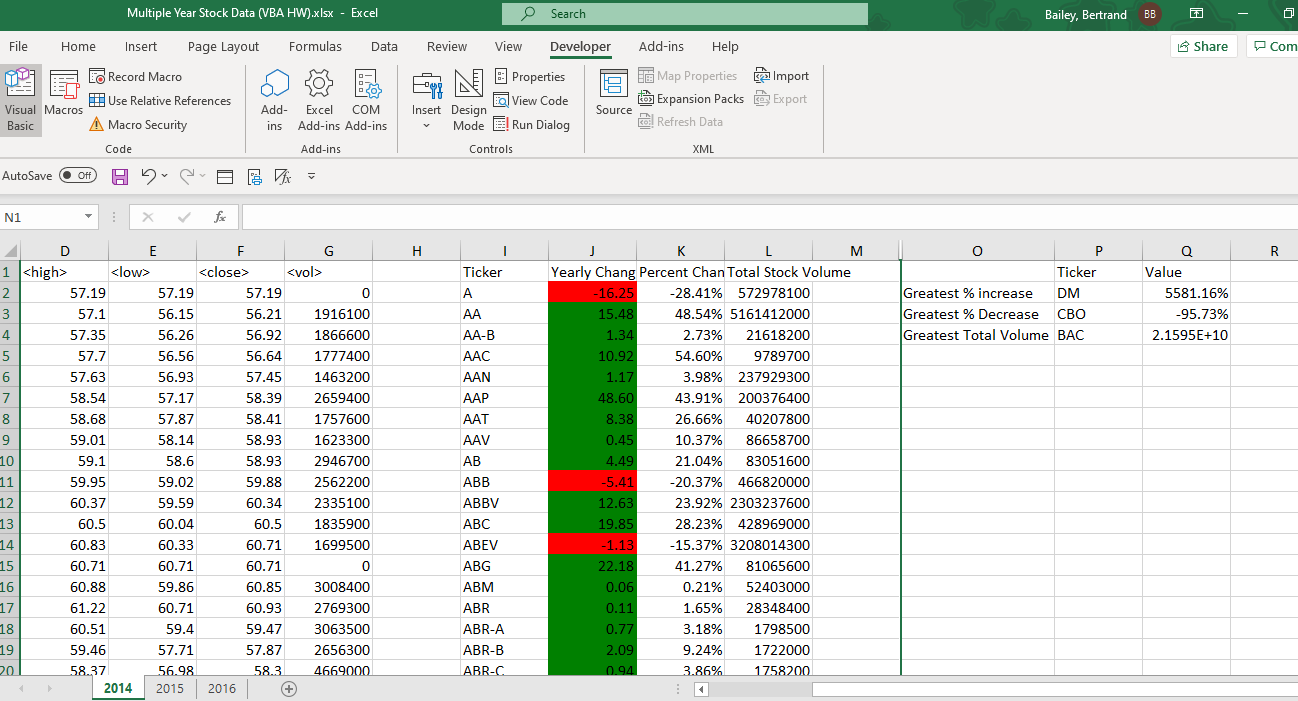 Multiple Year Stock Data (VBA HW).xlsx - Excel Search Bailey, Bertrand BB
File Home Insert Page Layout Formulas Data Review View Developer Add-ins Help Share Com
Visual Basic Macros Record Macro Use Relative References Macro Security Code
Add-ins Excel Add-ins COM Add-ins Add-ins
Insert Design Mode Properties View Code Run Dialog Controls
Source Map Properties Expansion Packs Refresh Data Import Export XML
AutoSave Off
N1 fx
D E F G H I J K L M O P Q R
1 <high> <low> <close> <vol> Ticker Yearly Chang Percent Chan Total Stock Volume Ticker Value
2 57.19 57.19 57.19 0 A -16.25 -28.41% 572978100 Greatest % increase DM 5581.16%
3 57.1 56.15 56.21 1916100 AA 15.48 48.54% 5161412000 Greatest % Decrease CBO -95.73%
4 57.35 56.26 56.92 1866600 AA-B 1.34 2.73% 21618200 Greatest Total Volume BAC 2.1595E+10
5 57.7 56.56 56.64 1777400 AAC 10.92 54.60% 9789700
6 57.63 56.93 57.45 1463200 AAN 1.17 3.98% 237929300
7 58.54 57.17 58.39 2659400 AAP 48.60 43.91% 200376400
8 58.68 57.87 58.41 1757600 AAT 8.38 26.66% 40207800
9 59.01 58.14 58.93 1623300 AAV 0.45 10.37% 86658700
10 59.1 58.6 58.93 2946700 AB 4.49 21.04% 83051600
11 59.95 59.02 59.88 2562200 ABB -5.41 -20.37% 466820000
12 60.37 59.59 60.34 2335100 ABBV 12.63 23.92% 2303237600
13 60.5 60.04 60.5 1835900 ABC 19.85 28.23% 428969000
14 60.83 60.33 60.71 1699500 ABEV -1.13 -15.37% 3208014300
15 60.71 60.71 60.71 0 ABG 22.18 41.27% 81065600
16 60.88 59.86 60.85 3008400 ABM 0.06 0.21% 52403000
17 61.22 60.71 60.93 2769300 ABR 0.11 1.65% 28348400
18 60.51 59.4 59.47 3063500 ABR-A 0.77 3.18% 1798500
19 59.46 57.71 57.87 2656300 ABR-B 2.09 9.24% 1722000
20 58.37 56.98 58.3 4669000 ABR-C 0.94 3.86% 1758200
2014 2015 2016